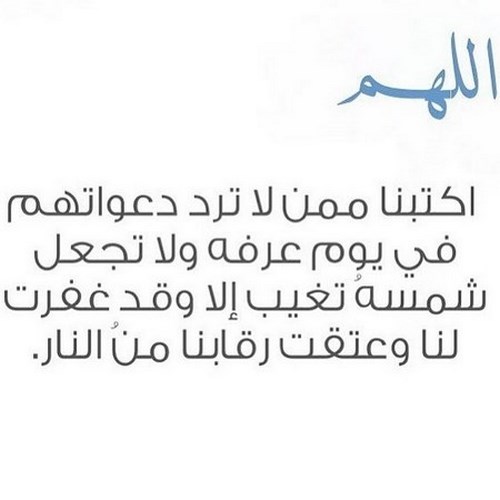 اللهم
اكتبنا ممن لا ترد دعواتهم
في يوم عرفه ولا تجعل
شمسهُ تغيب إلا وقد غفرت
لنا وعتقت رقابنا منُ النار.